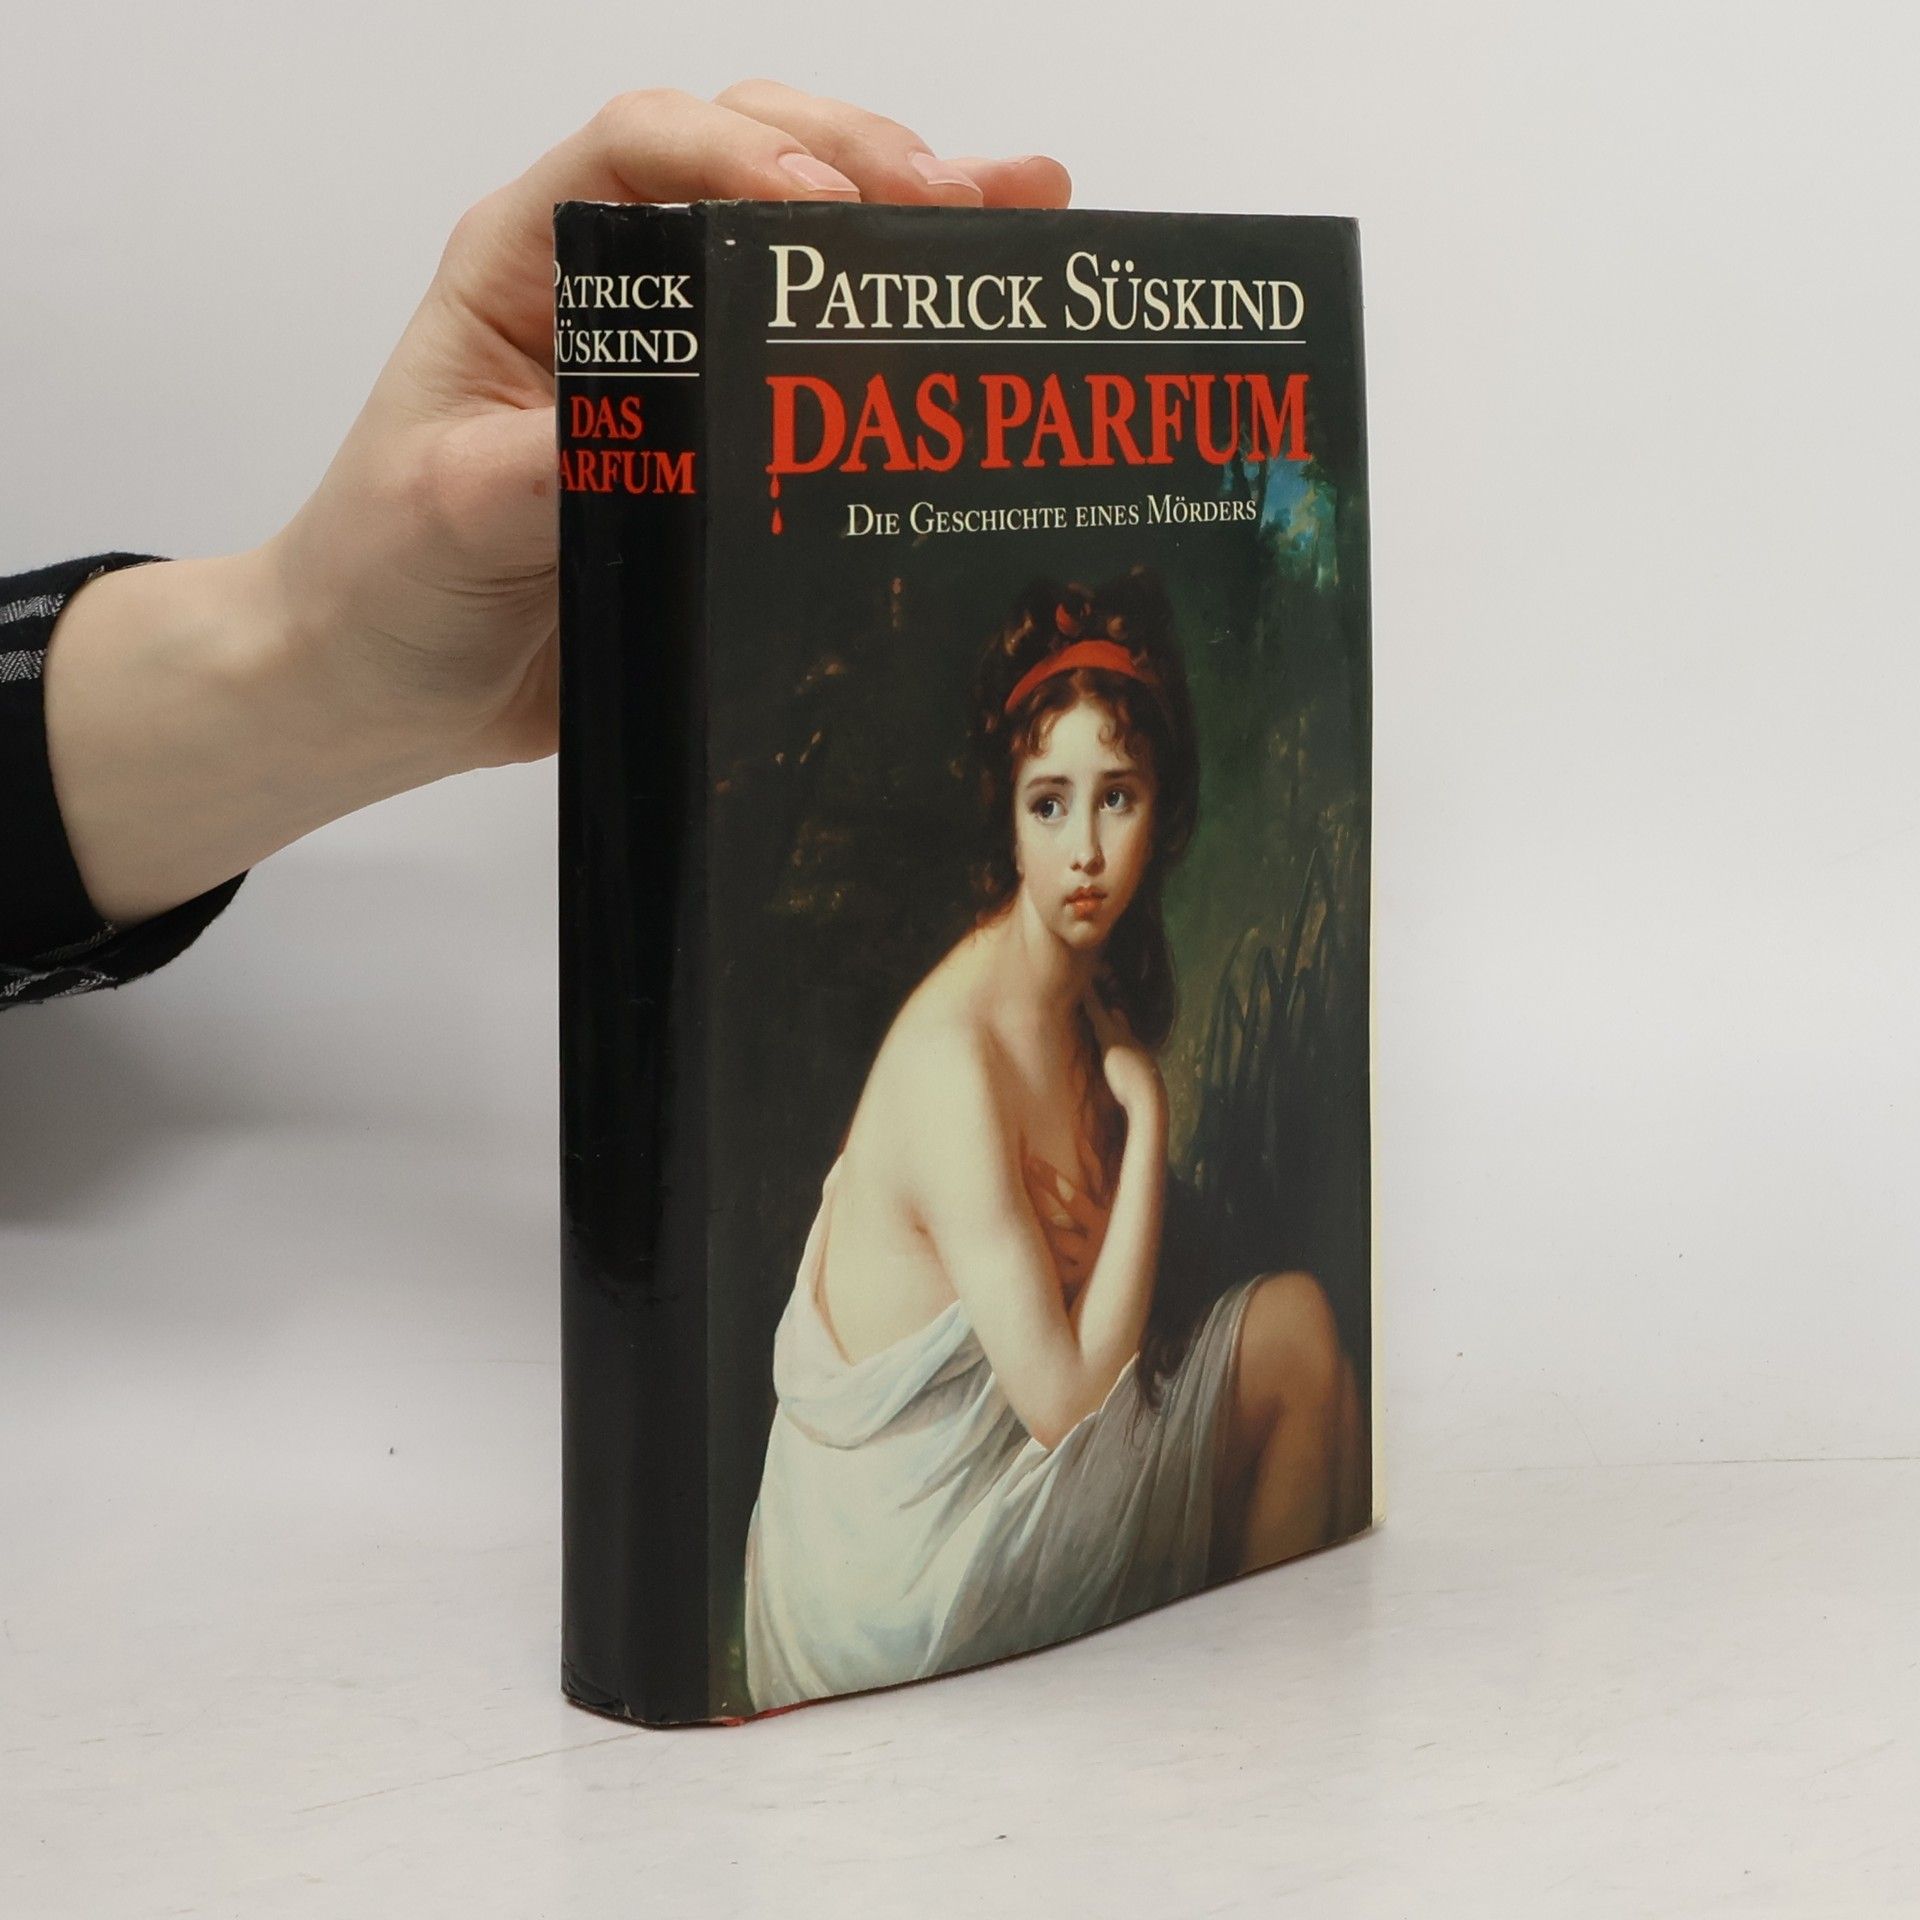 PATRICK
SÜSKIND
DAS
PARFUM
PATRICK SÜSKIND
DAS PARFUM
DIE GESCHICHTE EINES MÖRDERS